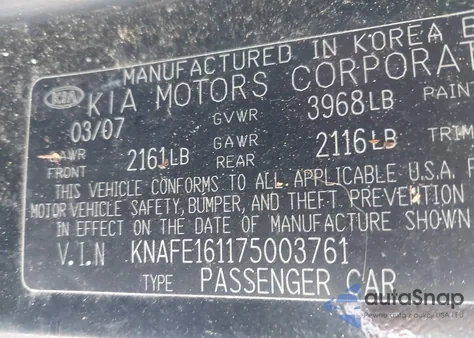 MANUFACTURED IN KOREA
KIA KIA MOTORS CORPORAT
03/07 GVWR 3968LB PAIN
GAWR FRONT 2161LB GAWR REAR 2116LB TRIM
THIS VEHICLE CONFORMS TO ALL APPLICABLE U.S.A. F
MOTOR VEHICLE SAFETY, BUMPER, AND THEFT PREVENTION
IN EFFECT ON THE DATE OF MANUFACTURE SHOWN
V.I.N. KNAFE161175003761
TYPE PASSENGER CAR
autoSnap